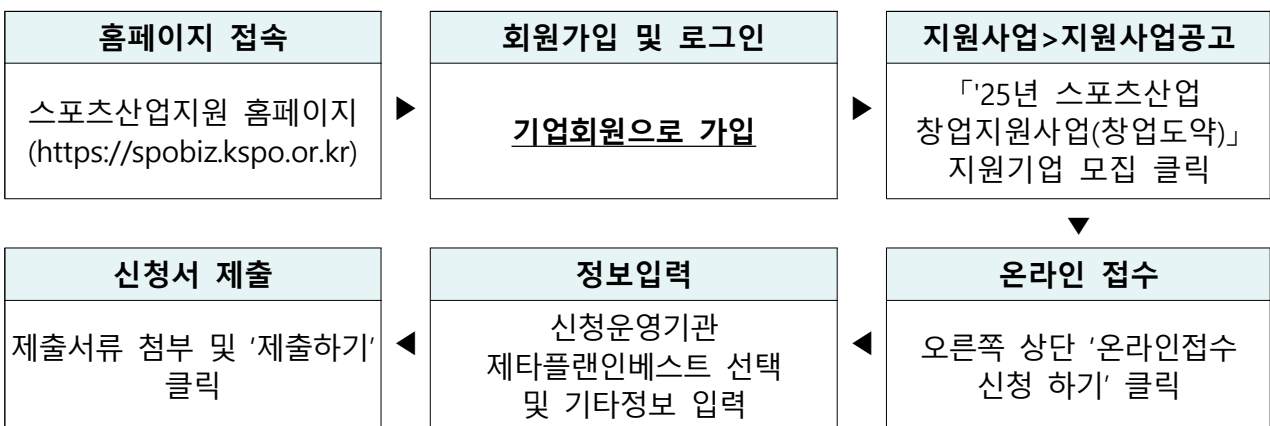 홈페이지 접속
스포츠산업지원 홈페이지
(https://spobiz.kspo.or.kr)
▶
회원가입 및 로그인
기업회원으로 가입
▶
지원사업>지원사업공고
「'25년 스포츠산업
창업지원사업(창업도약)」
지원기업 모집 클릭
▼
온라인 접수
오른쪽 상단 '온라인접수
신청 하기' 클릭
◀
정보입력
신청운영기관
제타플랜인베스트 선택
및 기타정보 입력
◀
신청서 제출
제출서류 첨부 및 '제출하기'
클릭